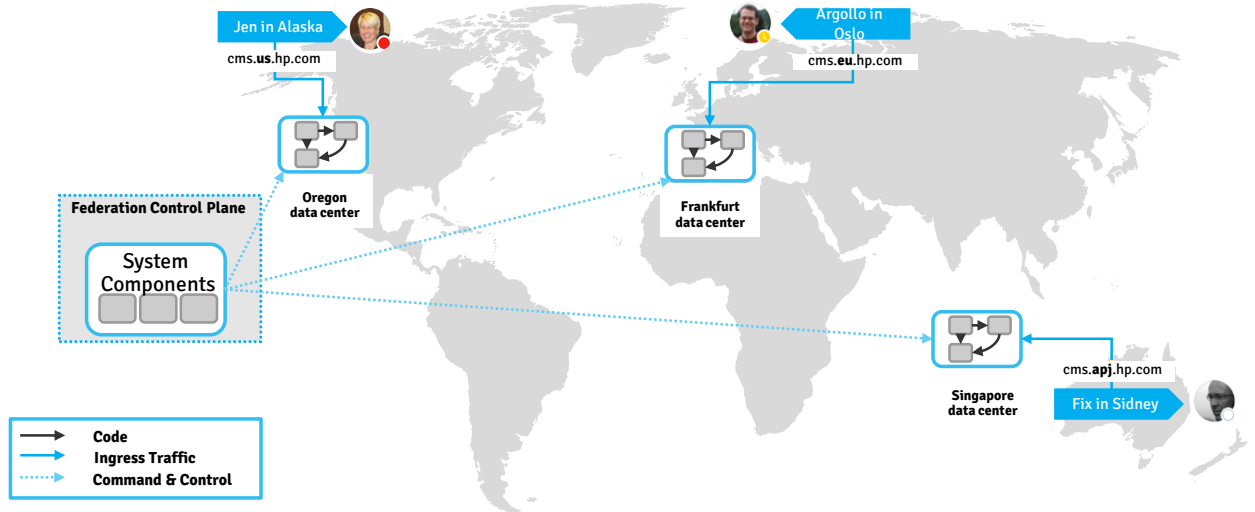 Jen in Alaska
cms.us.hp.com
Argollo in
Oslo
cms.eu.hp.com
Oregon
data center
Frankfurt
data center
Federation Control Plane
System
Components
cms.apj.hp.com
Fix in Sidney
Singapore
data center
Code
Ingress Traffic
Command & Control